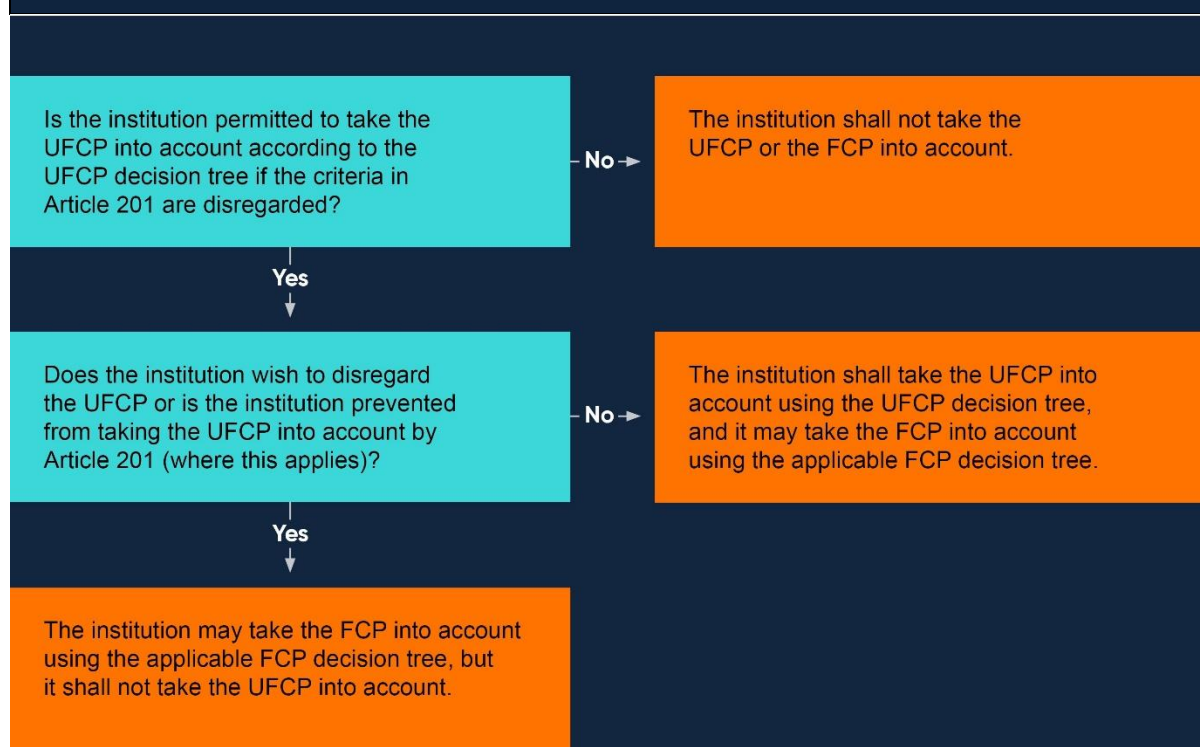 Is the institution permitted to take the
UFCP into account according to the
UFCP decision tree if the criteria in
Article 201 are disregarded?
No
The institution shall not take the
UFCP or the FCP into account.
Yes
Does the institution wish to disregard
the UFCP or is the institution prevented
from taking the UFCP into account by
Article 201 (where this applies)?
No
The institution shall take the UFCP into
account using the UFCP decision tree,
and it may take the FCP into account
using the applicable FCP decision tree.
Yes
The institution may take the FCP into account
using the applicable FCP decision tree, but
it shall not take the UFCP into account.